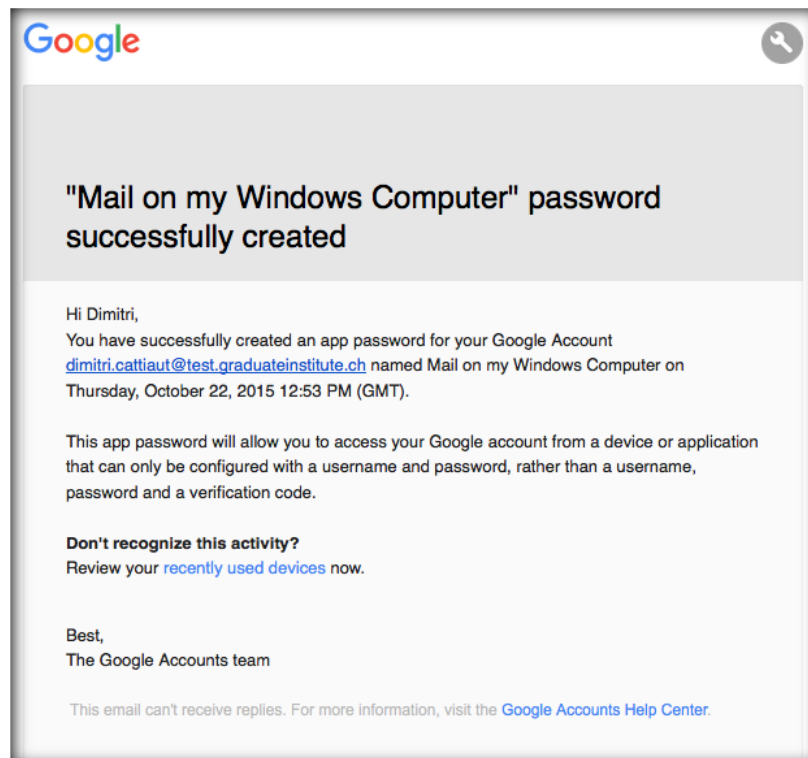 Google
"Mail on my Windows Computer" password
successfully created
Hi Dimitri,
You have successfully created an app password for your Google Account
dimitri.cattiaut@test.graduateinstitute.ch named Mail on my Windows Computer on
Thursday, October 22, 2015 12:53 PM (GMT).
This app password will allow you to access your Google account from a device or application
that can only be configured with a username and password, rather than a username,
password and a verification code.
Don't recognize this activity?
Review your recently used devices now.
Best,
The Google Accounts team
This email can't receive replies. For more information, visit the Google Accounts Help Center.